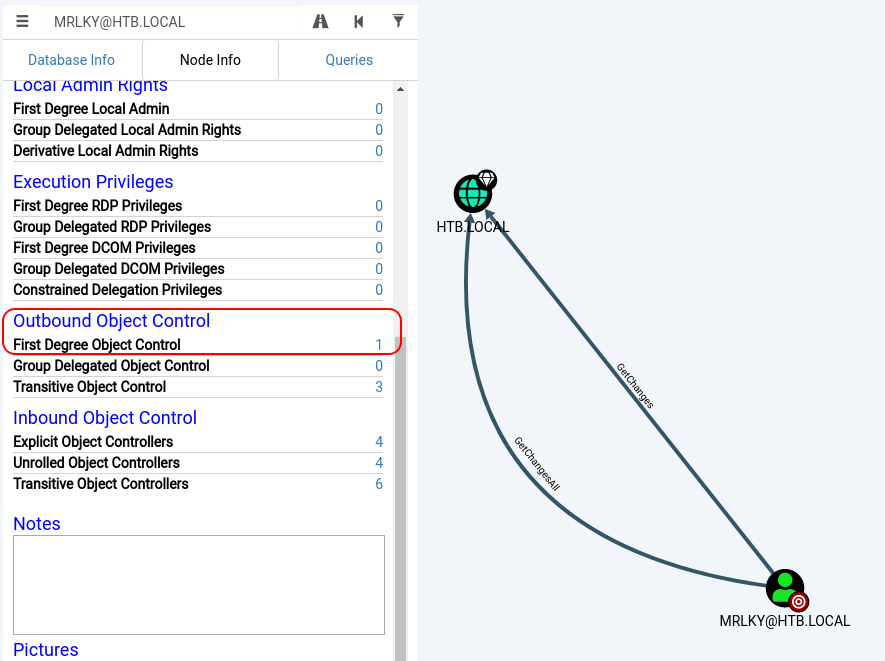 MRLKY@HTB.LOCAL
Database Info Node Info Queries
Local Admin Rights
First Degree Local Admin 0
Group Delegated Local Admin Rights 0
Derivative Local Admin Rights 0
Execution Privileges
First Degree RDP Privileges 0
Group Delegated RDP Privileges 0
First Degree DCOM Privileges 0
Group Delegated DCOM Privileges 0
Constrained Delegation Privileges 0
Outbound Object Control
First Degree Object Control 1
Group Delegated Object Control 0
Transitive Object Control 3
Inbound Object Control
Explicit Object Controllers 4
Unrolled Object Controllers 4
Transitive Object Controllers 6
Notes
Pictures
HTB.LOCAL
GetChanges
GetChangesAll
MRLKY@HTB.LOCAL